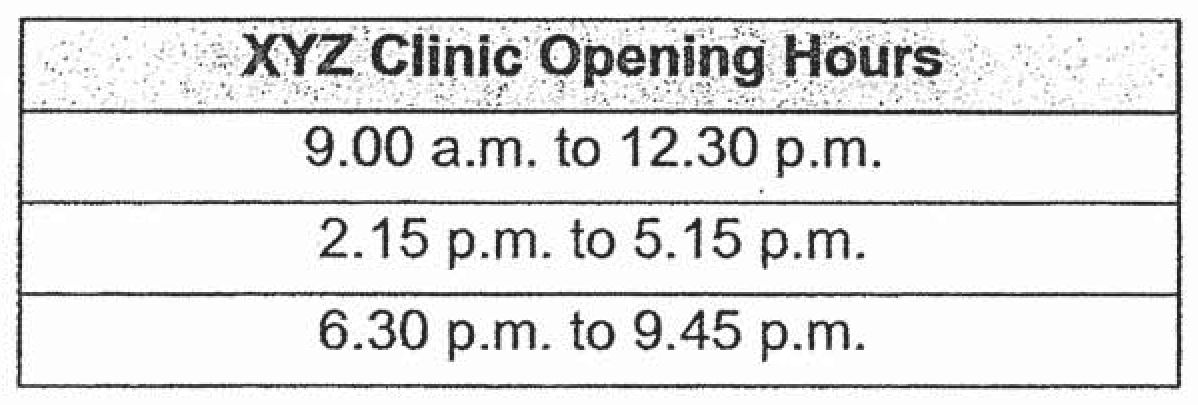 XYZ Clinic Opening Hours
9.00 a.m. to 12.30 p.m.
2.15 p.m. to 5.15 p.m.
6.30 p.m. to 9.45 p.m.